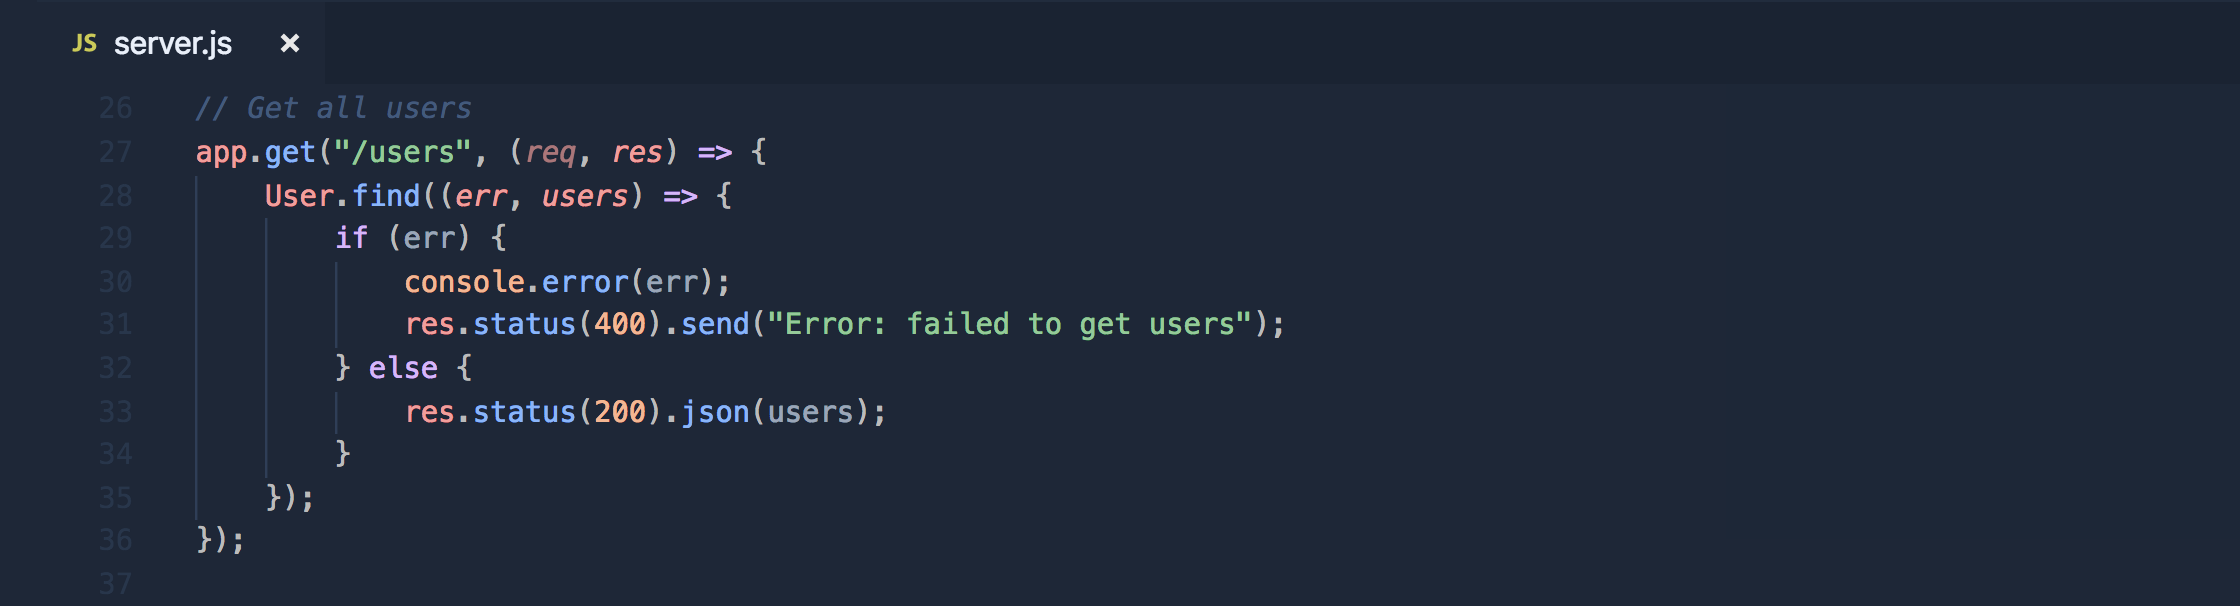 JS server.js ×
26 // Get all users
27 app.get("/users", (req, res) => {
28     User.find((err, users) => {
29         if (err) {
30             console.error(err);
31             res.status(400).send("Error: failed to get users");
32         } else {
33             res.status(200).json(users);
34         }
35     });
36 });
37